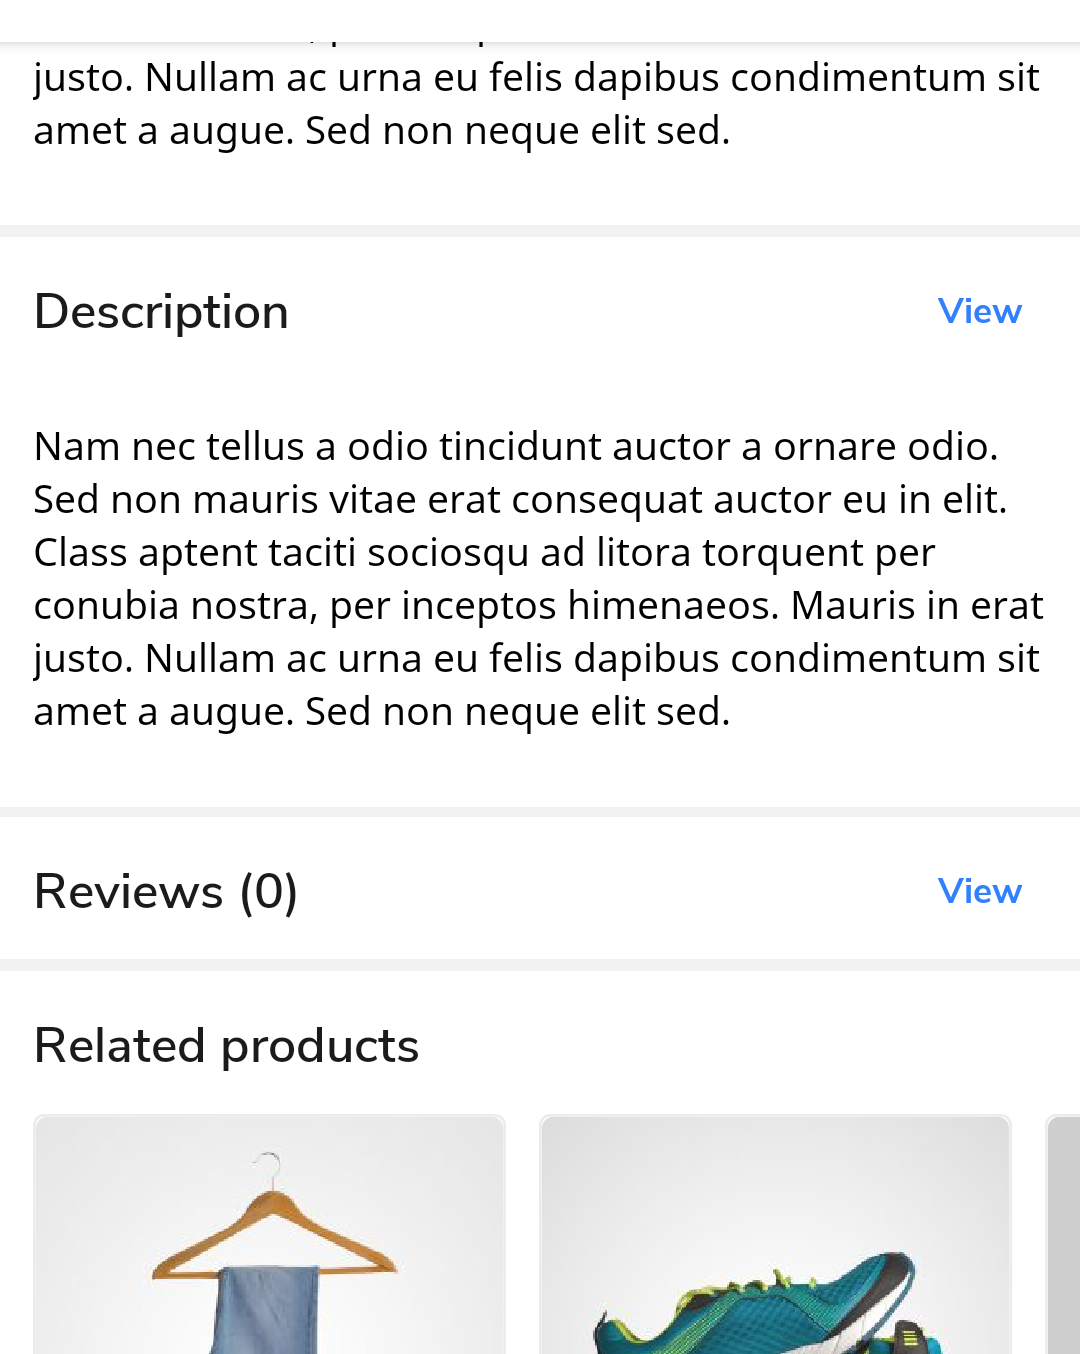 justo. Nullam ac urna eu felis dapibus condimentum sit
amet a augue. Sed non neque elit sed.
Description
View
Nam nec tellus a odio tincidunt auctor a ornare odio.
Sed non mauris vitae erat consequat auctor eu in elit.
Class aptent taciti sociosqu ad litora torquent per
conubia nostra, per inceptos himenaeos. Mauris in erat
justo. Nullam ac urna eu felis dapibus condimentum sit
amet a augue. Sed non neque elit sed.
Reviews (0)
View
Related products